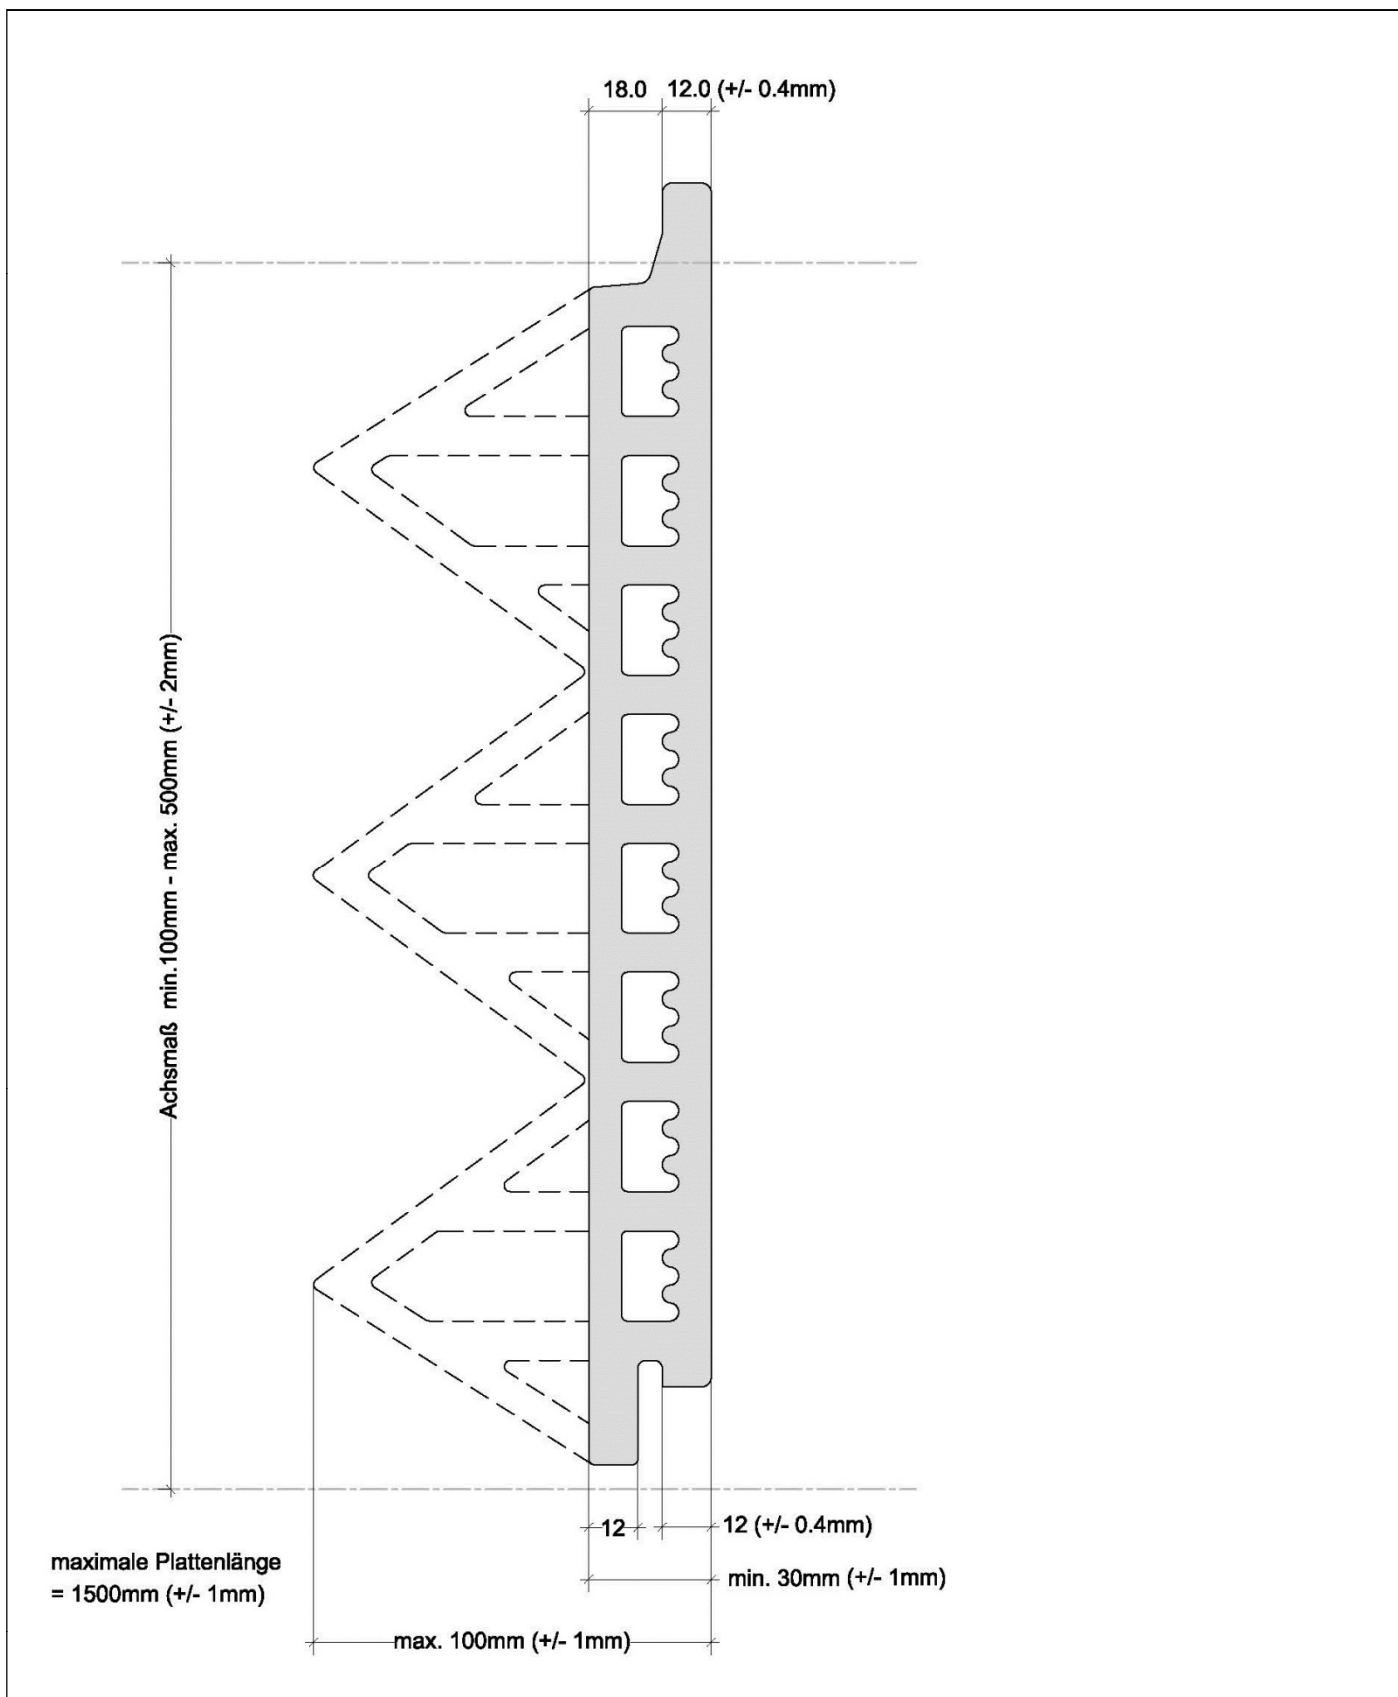 18.0
12.0 (+/- 0.4mm)
Achsmaß min.100mm - max. 500mm (+/- 2mm)
12
12 (+/- 0.4mm)
maximale Plattenlänge
= 1500mm (+/- 1mm)
min. 30mm (+/- 1mm)
max. 100mm (+/- 1mm)